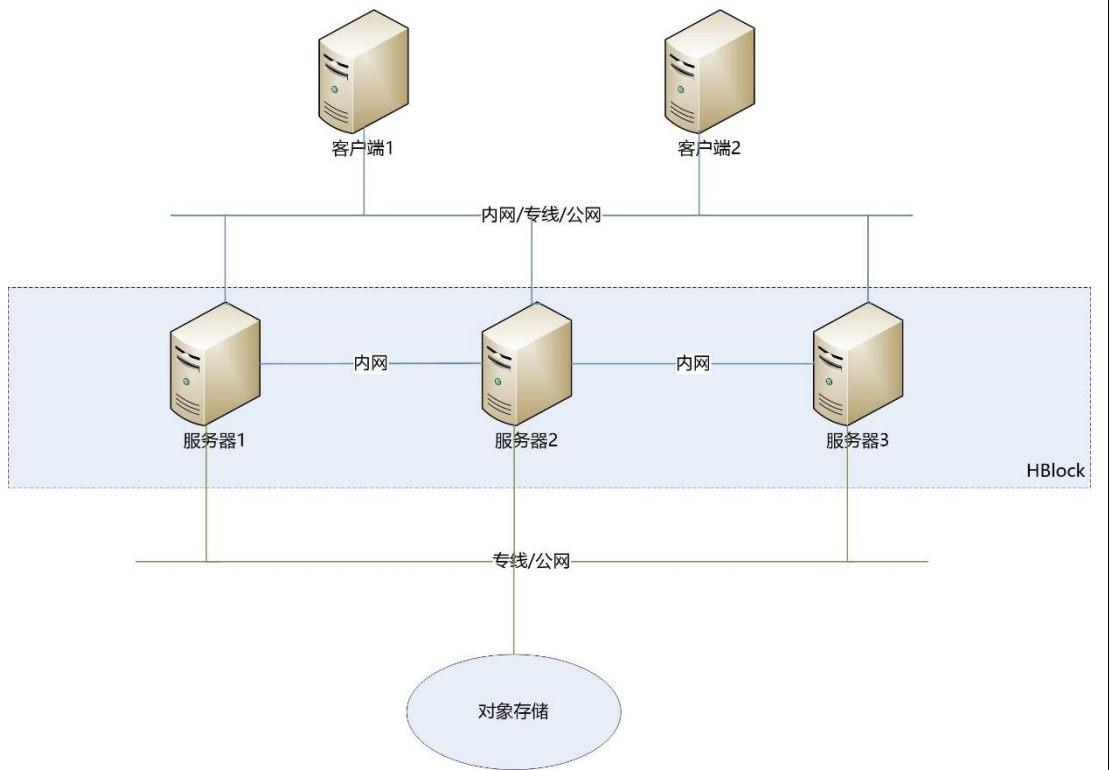 客户端1
客户端2
内网/专线/公网
内网
内网
服务器1
服务器2
服务器3
HBlock
专线/公网
对象存储